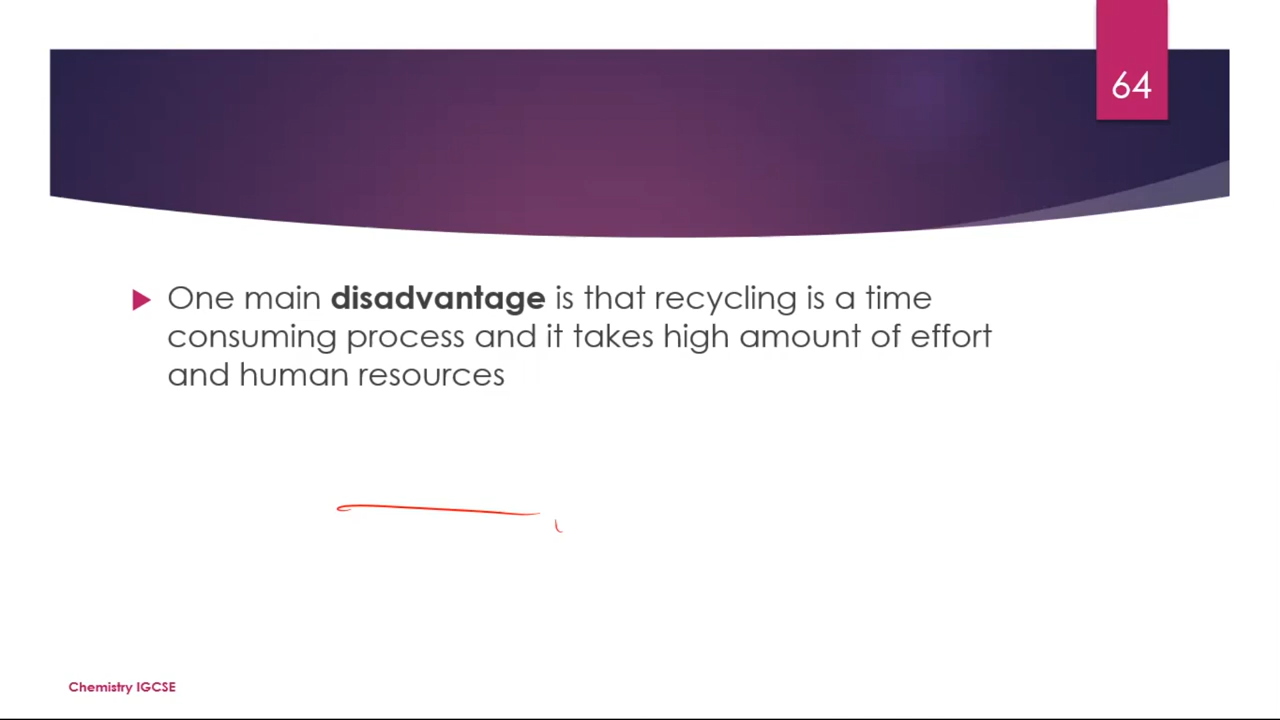 64
One main disadvantage is that recycling is a time
consuming process and it takes high amount of effort
and human resources
Chemistry IGCSE